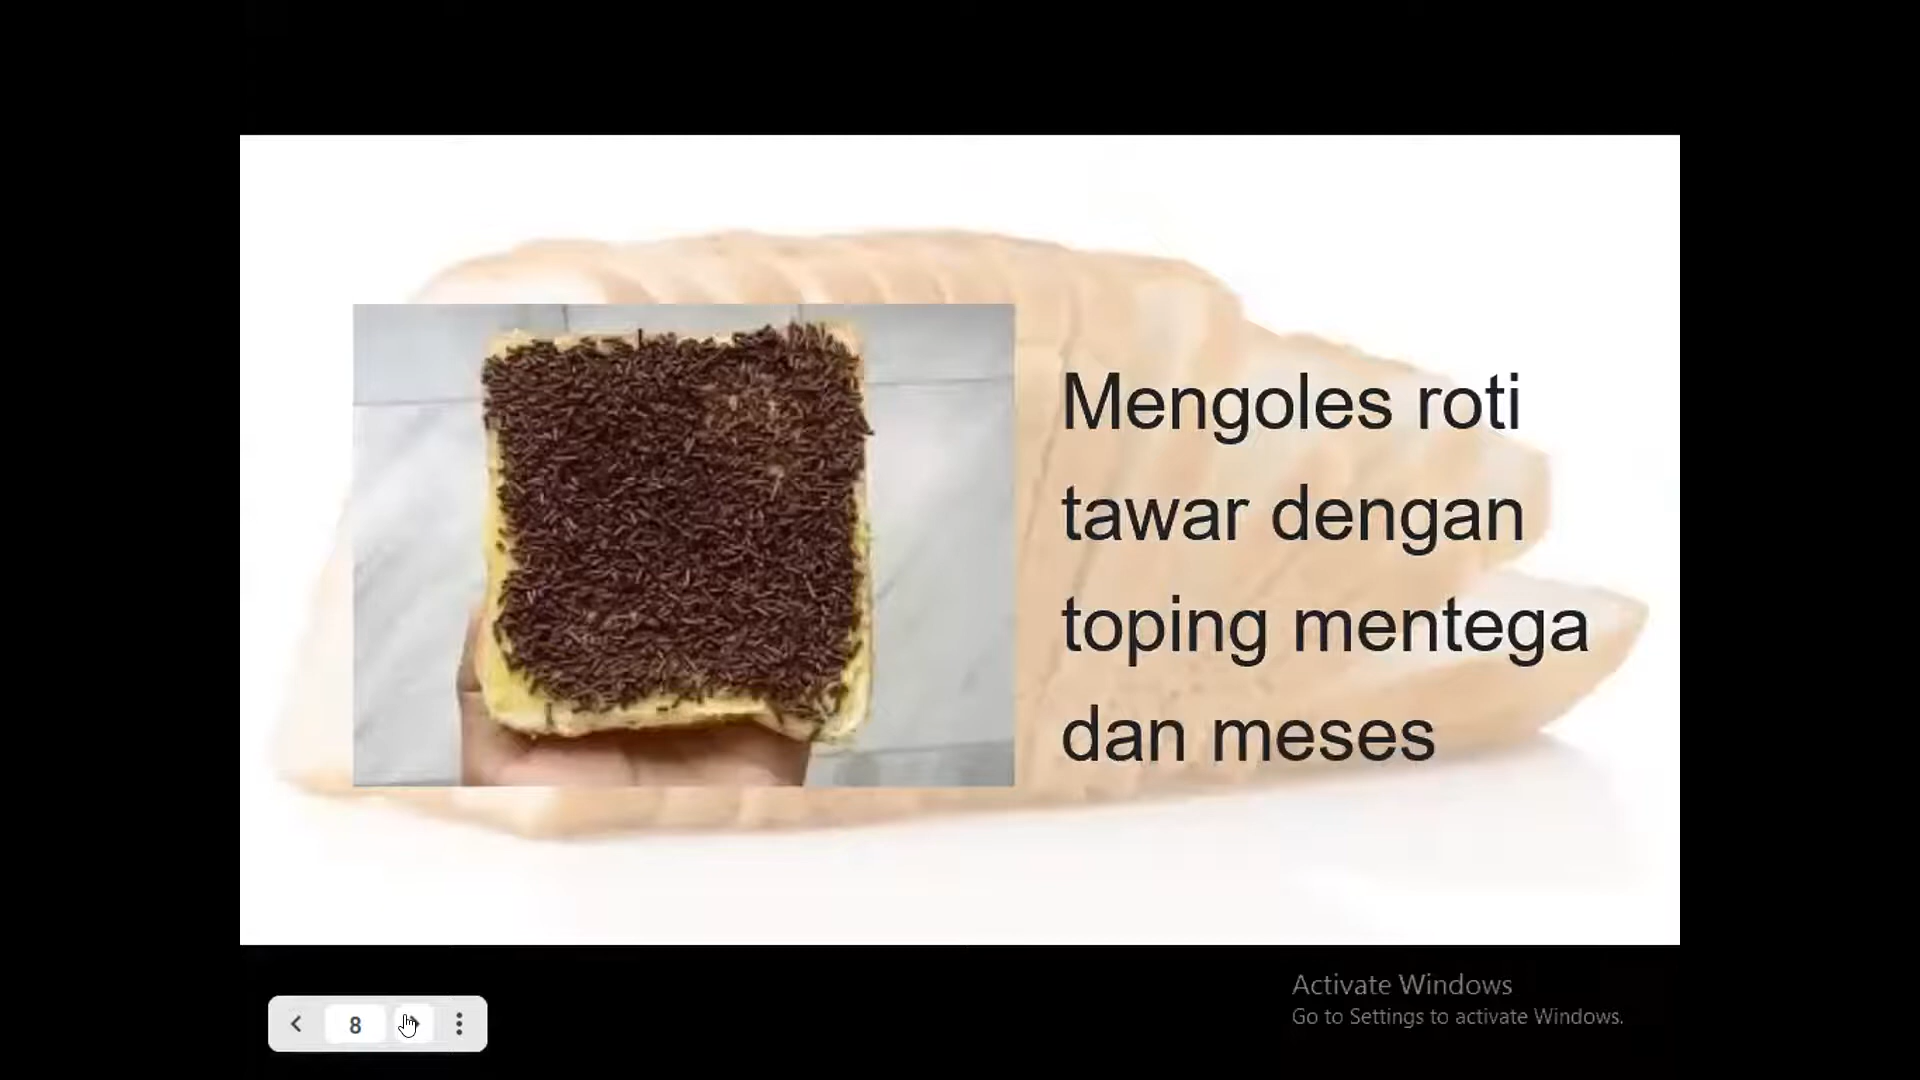 Mengoles roti
tawar dengan
toping mentega
dan meses
Activate Windows
Go to Settings to activate Windows.
8